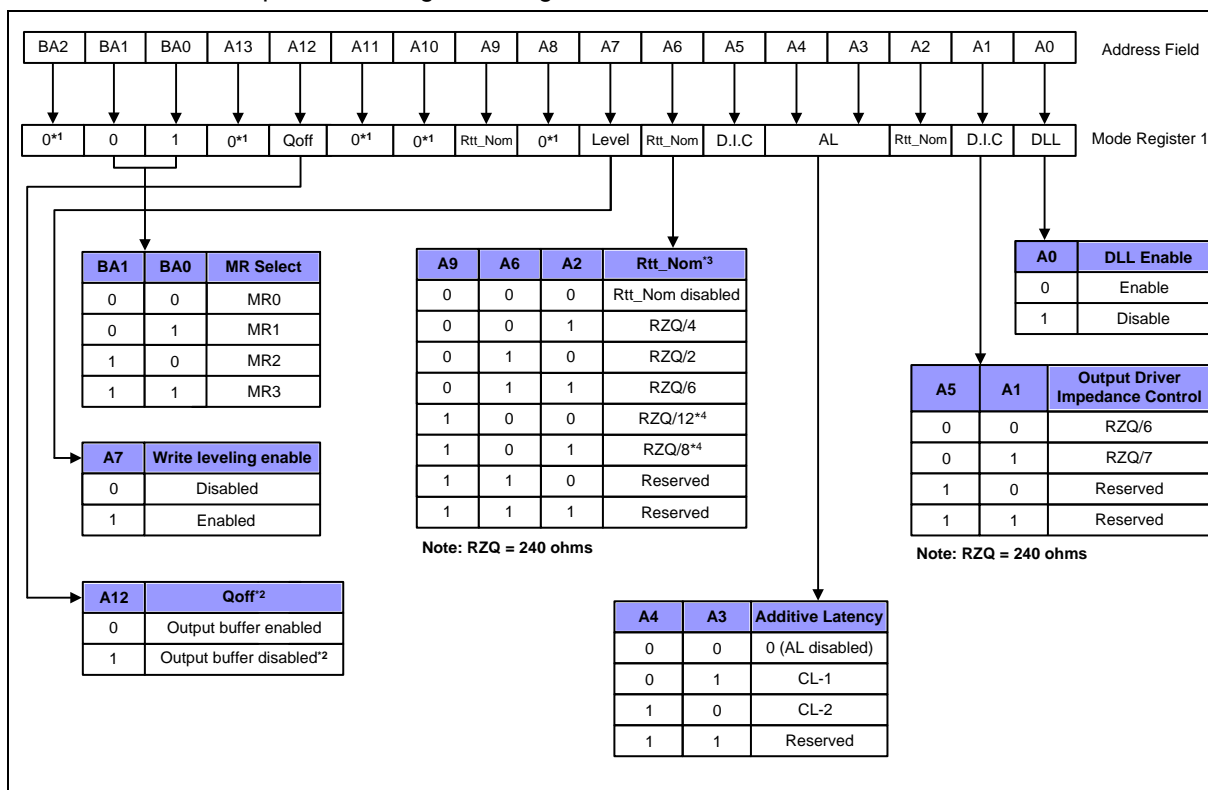 BA2 BA1 BA0 A13 A12 A11 A10 A9 A8 A7 A6 A5 A4 A3 A2 A1 A0 Address Field
0*1 0 1 0*1 Qoff 0*1 0*1 Rtt_Nom 0*1 Level Rtt_Nom D.I.C AL Rtt_Nom D.I.C DLL Mode Register 1
BA1 BA0 MR Select
0 0 MR0
0 1 MR1
1 0 MR2
1 1 MR3
A7 Write leveling enable
0 Disabled
1 Enabled
A12 Qoff*2
0 Output buffer enabled
1 Output buffer disabled*2
A9 A6 A2 Rtt_Nom*3
0 0 0 Rtt_Nom disabled
0 0 1 RZQ/4
0 1 0 RZQ/2
0 1 1 RZQ/6
1 0 0 RZQ/12*4
1 0 1 RZQ/8*4
1 1 0 Reserved
1 1 1 Reserved
Note: RZQ = 240 ohms
A4 A3 Additive Latency
0 0 0 (AL disabled)
0 1 CL-1
1 0 CL-2
1 1 Reserved
A0 DLL Enable
0 Enable
1 Disable
A5 A1 Output Driver
Impedance Control
0 0 RZQ/6
0 1 RZQ/7
1 0 Reserved
1 1 Reserved
Note: RZQ = 240 ohms